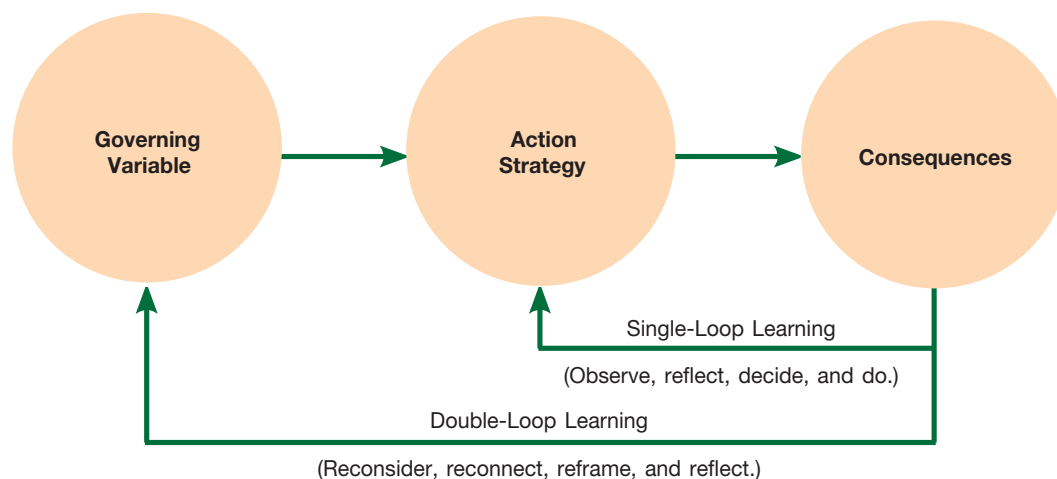 Governing
Variable
Action
Strategy
Consequences
Single-Loop Learning
(Observe, reflect, decide, and do.)
Double-Loop Learning
(Reconsider, reconnect, reframe, and reflect.)